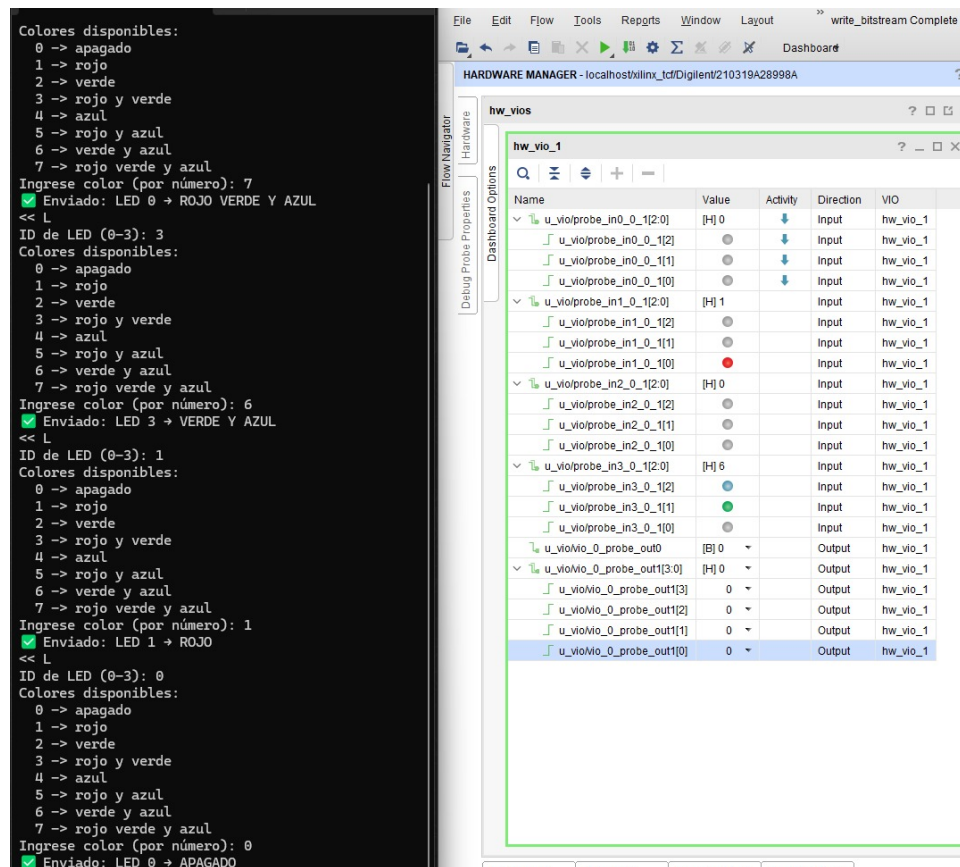 Colores disponibles:
0 -> apagado
1 -> rojo
2 -> verde
3 -> rojo y verde
4 -> azul
5 -> rojo y azul
6 -> verde y azul
7 -> rojo verde y azul
Ingrese color (por número): 7
✅ Enviado: LED 0 → ROJO VERDE Y AZUL
<< L
ID de LED (0-3): 3
Colores disponibles:
0 -> apagado
1 -> rojo
2 -> verde
3 -> rojo y verde
4 -> azul
5 -> rojo y azul
6 -> verde y azul
7 -> rojo verde y azul
Ingrese color (por número): 6
✅ Enviado: LED 3 → VERDE Y AZUL
<< L
ID de LED (0-3): 1
Colores disponibles:
0 -> apagado
1 -> rojo
2 -> verde
3 -> rojo y verde
4 -> azul
5 -> rojo y azul
6 -> verde y azul
7 -> rojo verde y azul
Ingrese color (por número): 1
✅ Enviado: LED 1 → ROJO
<< L
ID de LED (0-3): 0
Colores disponibles:
0 -> apagado
1 -> rojo
2 -> verde
3 -> rojo y verde
4 -> azul
5 -> rojo y azul
6 -> verde y azul
7 -> rojo verde y azul
Ingrese color (por número): 0
✅ Enviado: LED 0 → APAGADO
File Edit Flow Tools Reports Window Layout >> write_bitstream Complete
Dashboard
HARDWARE MANAGER - localhost/xilinx_tcf/Digilent/210319A28998A ?
Flow Navigator
Hardware
Debug Probe Properties
Dashboard Options
hw_vios ?
hw_vio_1 ?
Name Value Activity Direction VIO
u_vio/probe_in0_0_1[2:0] [H] 0 Input hw_vio_1
u_vio/probe_in0_0_1[2] Input hw_vio_1
u_vio/probe_in0_0_1[1] Input hw_vio_1
u_vio/probe_in0_0_1[0] Input hw_vio_1
u_vio/probe_in1_0_1[2:0] [H] 1 Input hw_vio_1
u_vio/probe_in1_0_1[2] Input hw_vio_1
u_vio/probe_in1_0_1[1] Input hw_vio_1
u_vio/probe_in1_0_1[0] Input hw_vio_1
u_vio/probe_in2_0_1[2:0] [H] 0 Input hw_vio_1
u_vio/probe_in2_0_1[2] Input hw_vio_1
u_vio/probe_in2_0_1[1] Input hw_vio_1
u_vio/probe_in2_0_1[0] Input hw_vio_1
u_vio/probe_in3_0_1[2:0] [H] 6 Input hw_vio_1
u_vio/probe_in3_0_1[2] Input hw_vio_1
u_vio/probe_in3_0_1[1] Input hw_vio_1
u_vio/probe_in3_0_1[0] Input hw_vio_1
u_vio/vio_0_probe_out0 [B] 0 Output hw_vio_1
u_vio/vio_0_probe_out1[3:0] [H] 0 Output hw_vio_1
u_vio/vio_0_probe_out1[3] 0 Output hw_vio_1
u_vio/vio_0_probe_out1[2] 0 Output hw_vio_1
u_vio/vio_0_probe_out1[1] 0 Output hw_vio_1
u_vio/vio_0_probe_out1[0] 0 Output hw_vio_1